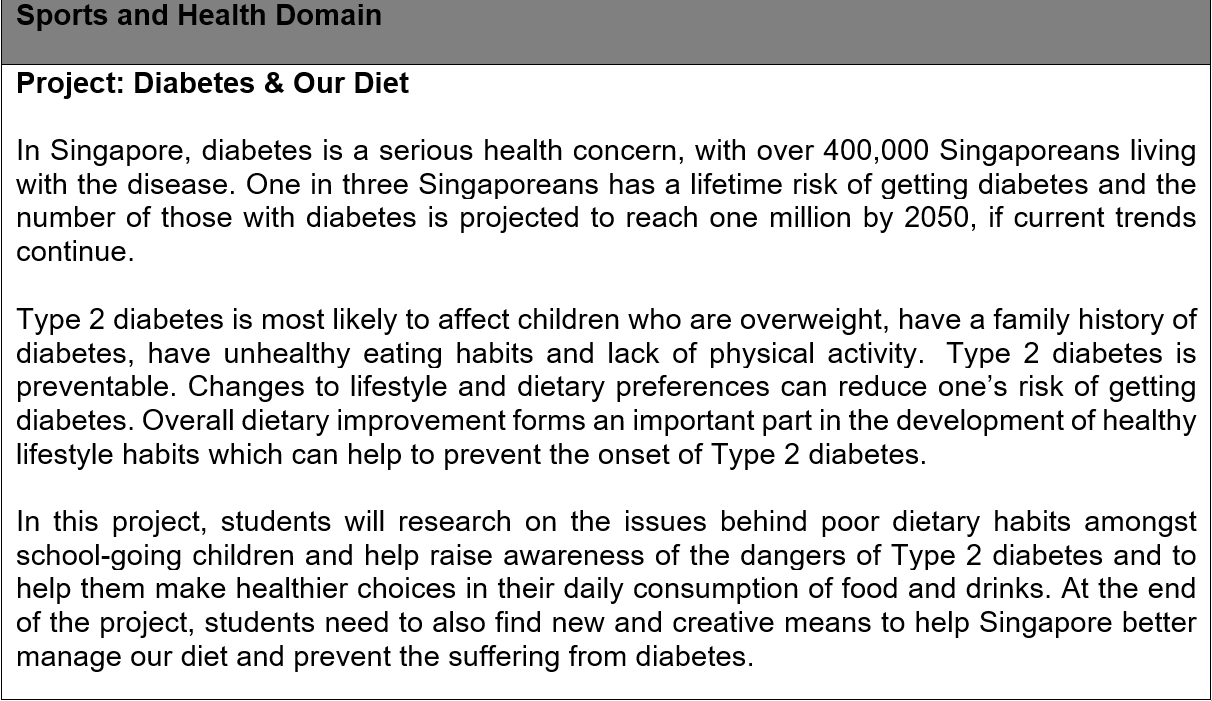 Sports and Health Domain
Project: Diabetes & Our Diet
In Singapore, diabetes is a serious health concern, with over 400,000 Singaporeans living
with the disease. One in three Singaporeans has a lifetime risk of getting diabetes and the
number of those with diabetes is projected to reach one million by 2050, if current trends
continue.
Type 2 diabetes is most likely to affect children who are overweight, have a family history of
diabetes, have unhealthy eating habits and lack of physical activity.  Type 2 diabetes is
preventable. Changes to lifestyle and dietary preferences can reduce one’s risk of getting
diabetes. Overall dietary improvement forms an important part in the development of healthy
lifestyle habits which can help to prevent the onset of Type 2 diabetes.
In this project, students will research on the issues behind poor dietary habits amongst
school-going children and help raise awareness of the dangers of Type 2 diabetes and to
help them make healthier choices in their daily consumption of food and drinks. At the end
of the project, students need to also find new and creative means to help Singapore better
manage our diet and prevent the suffering from diabetes.